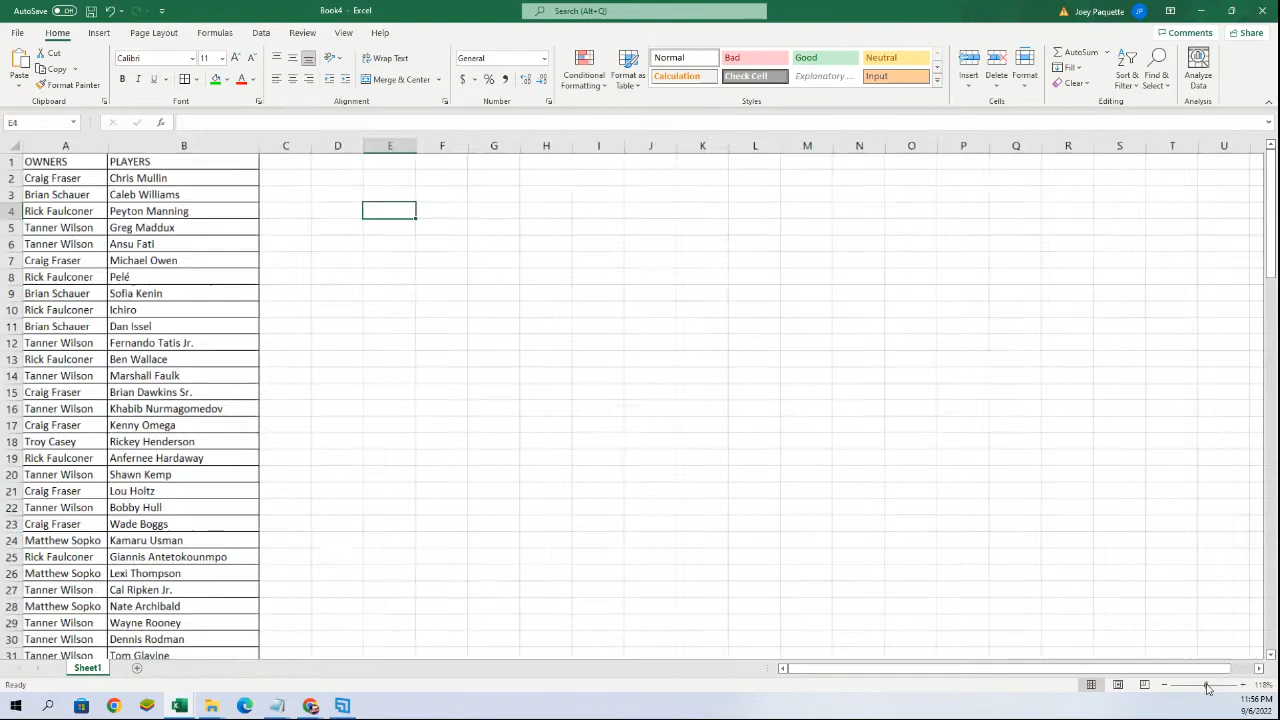 AutoSave Off Book4 - Excel Search (Alt+Q) Joey Paquette JP
File Home Insert Page Layout Formulas Data Review View Help Comments Share
Paste Cut Copy Format Painter Clipboard
Calibri 11 B I U A A A Font
Wrap Text Merge & Center Alignment
General $ % Number
Conditional Formatting Format as Table
Normal Bad Good Neutral
Calculation Check Cell Explanatory ... Input
Styles
Insert Delete Format Cells
AutoSum Fill Clear Sort & Filter Find & Select Editing
Analyze Data Analysis
E4 fx
A B C D E F G H I J K L M N O P Q R S T U
1 OWNERS PLAYERS
2 Craig Fraser Chris Mullin
3 Brian Schauer Caleb Williams
4 Rick Faulconer Peyton Manning
5 Tanner Wilson Greg Maddux
6 Tanner Wilson Ansu Fati
7 Craig Fraser Michael Owen
8 Rick Faulconer Pelé
9 Brian Schauer Sofia Kenin
10 Rick Faulconer Ichiro
11 Brian Schauer Dan Issel
12 Tanner Wilson Fernando Tatis Jr.
13 Rick Faulconer Ben Wallace
14 Tanner Wilson Marshall Faulk
15 Craig Fraser Brian Dawkins Sr.
16 Tanner Wilson Khabib Nurmagomedov
17 Craig Fraser Kenny Omega
18 Troy Casey Rickey Henderson
19 Rick Faulconer Anfernee Hardaway
20 Tanner Wilson Shawn Kemp
21 Craig Fraser Lou Holtz
22 Tanner Wilson Bobby Hull
23 Craig Fraser Wade Boggs
24 Matthew Sopko Kamaru Usman
25 Rick Faulconer Giannis Antetokounmpo
26 Matthew Sopko Lexi Thompson
27 Tanner Wilson Cal Ripken Jr.
28 Matthew Sopko Nate Archibald
29 Tanner Wilson Wayne Rooney
30 Tanner Wilson Dennis Rodman
31 Tanner Wilson Tom Glavine
Sheet1
Ready 118%
11:56 PM
9/6/2022